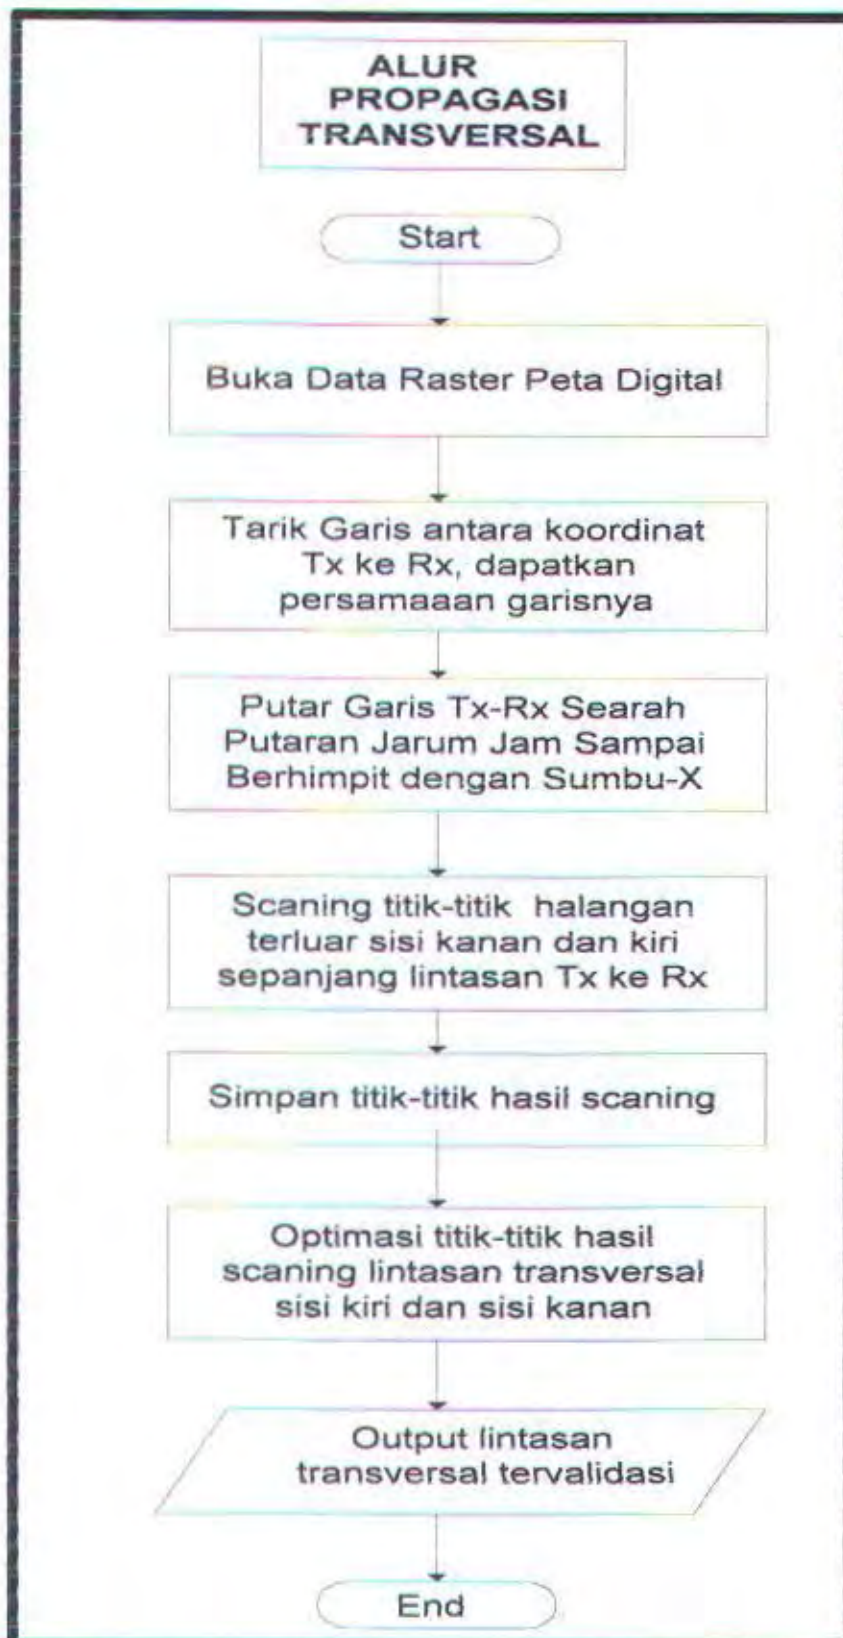 ALUR
PROPAGASI
TRANSVERSAL
Start
Buka Data Raster Peta Digital
Tarik Garis antara koordinat
Tx ke Rx, dapatkan
persamaaan garisnya
Putar Garis Tx-Rx Searah
Putaran Jarum Jam Sampai
Berhimpit dengan Sumbu-X
Scaning titik-titik halangan
terluar sisi kanan dan kiri
sepanjang lintasan Tx ke Rx
Simpan titik-titik hasil scaning
Optimasi titik-titik hasil
scaning lintasan transversal
sisi kiri dan sisi kanan
Output lintasan
transversal tervalidasi
End